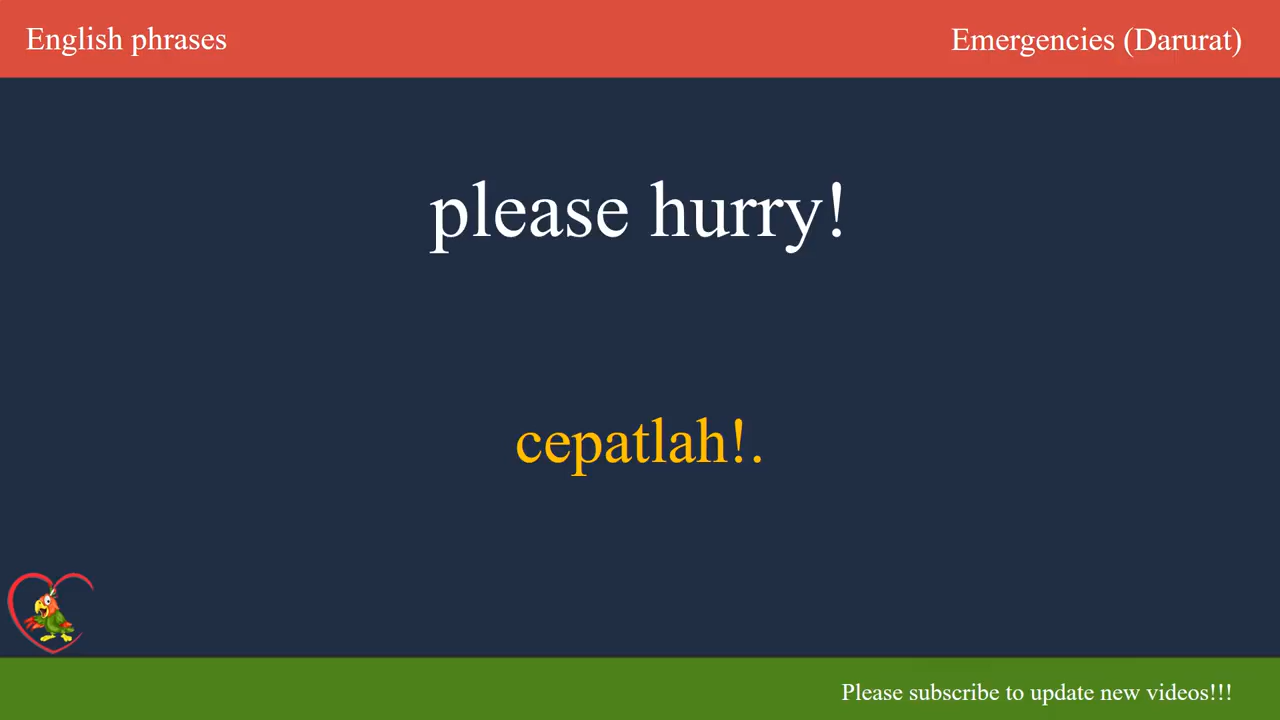 English phrases
Emergencies (Darurat)
please hurry!
cepatlah!.
Please subscribe to update new videos!!!